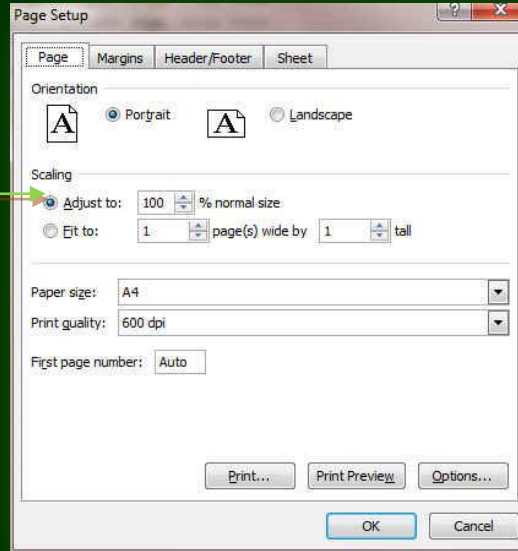 Page Setup
Page Margins Header/Footer Sheet
Orientation
A Portrait A Landscape
Scaling
Adjust to: 100 % normal size
Fit to: 1 page(s) wide by 1 tall
Paper size: A4
Print quality: 600 dpi
First page number: Auto
Print... Print Preview Options...
OK Cancel